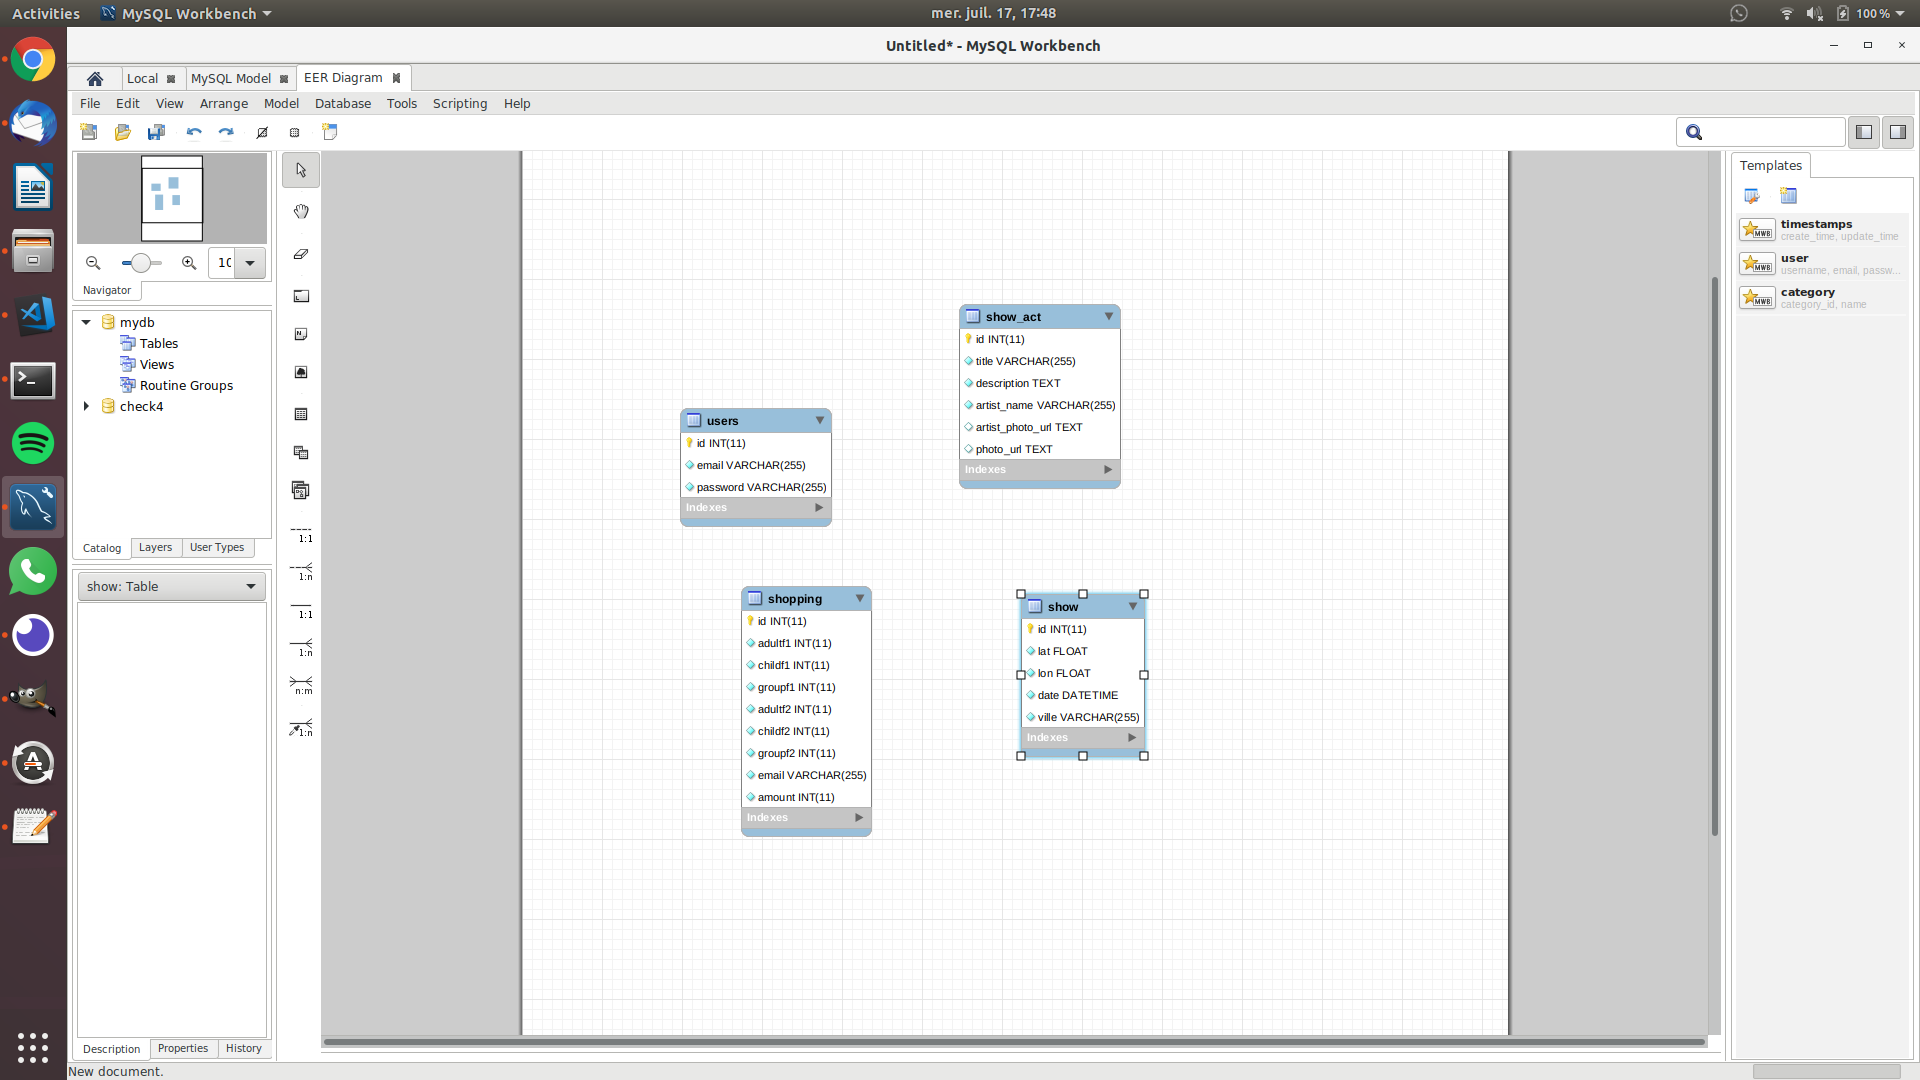 Activities
MySQL Workbench
mer. juil. 17, 17:48
100 %
Untitled* - MySQL Workbench
Local
MySQL Model
EER Diagram
File Edit View Arrange Model Database Tools Scripting Help
Navigator
mydb
Tables
Views
Routine Groups
check4
Catalog
Layers
User Types
show: Table
Description
Properties
History
New document.
1:1
1:n
1:1
1:n
n:m
1:n
show_act
id INT(11)
title VARCHAR(255)
description TEXT
artist_name VARCHAR(255)
artist_photo_url TEXT
photo_url TEXT
Indexes
users
id INT(11)
email VARCHAR(255)
password VARCHAR(255)
Indexes
shopping
id INT(11)
adultf1 INT(11)
childf1 INT(11)
groupf1 INT(11)
adultf2 INT(11)
childf2 INT(11)
groupf2 INT(11)
email VARCHAR(255)
amount INT(11)
Indexes
show
id INT(11)
lat FLOAT
lon FLOAT
date DATETIME
ville VARCHAR(255)
Indexes
Templates
timestamps
create_time, update_time
user
username, email, passw...
category
category_id, name